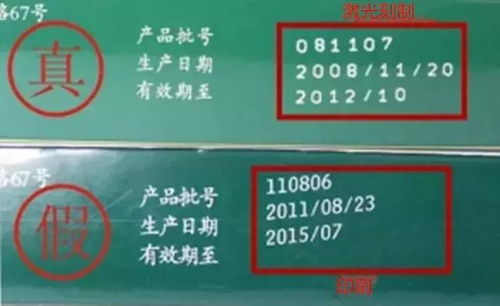 激光刻制
路67号
真
产品批号 081107
生产日期 2008/11/20
有效期至 2012/10
路67号
假
产品批号 110806
生产日期 2011/08/23
有效期至 2015/07
印刷